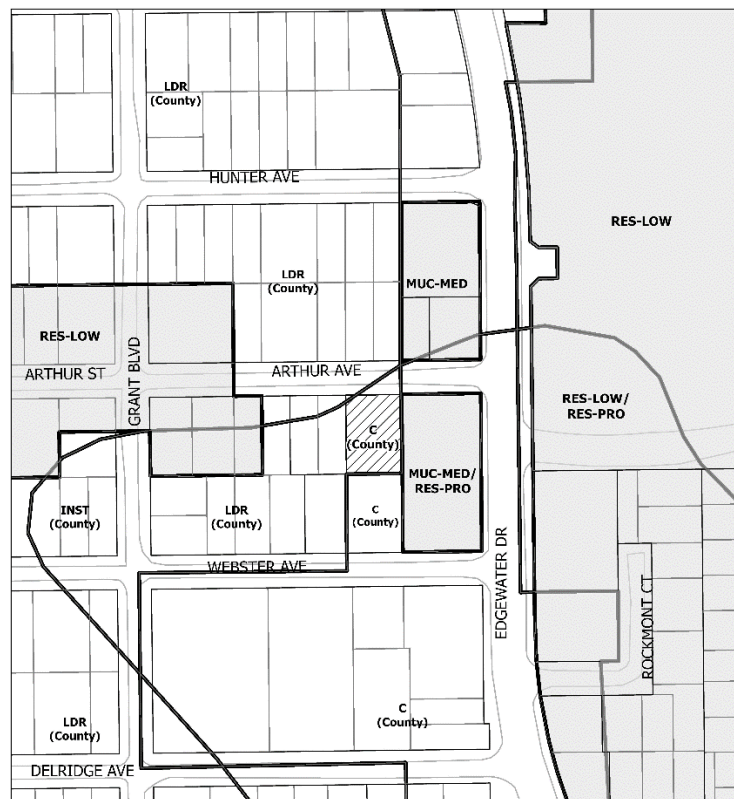 LDR
(County)
HUNTER AVE
RES-LOW
LDR
(County)
MUC-MED
RES-LOW
ARTHUR ST
GRANT BLVD
ARTHUR AVE
RES-LOW/
RES-PRO
C
(County)
MUC-MED/
RES-PRO
INST
(County)
LDR
(County)
C
(County)
WEBSTER AVE
EDGEWATER DR
ROCKMONT CT
LDR
(County)
C
(County)
DELRIDGE AVE